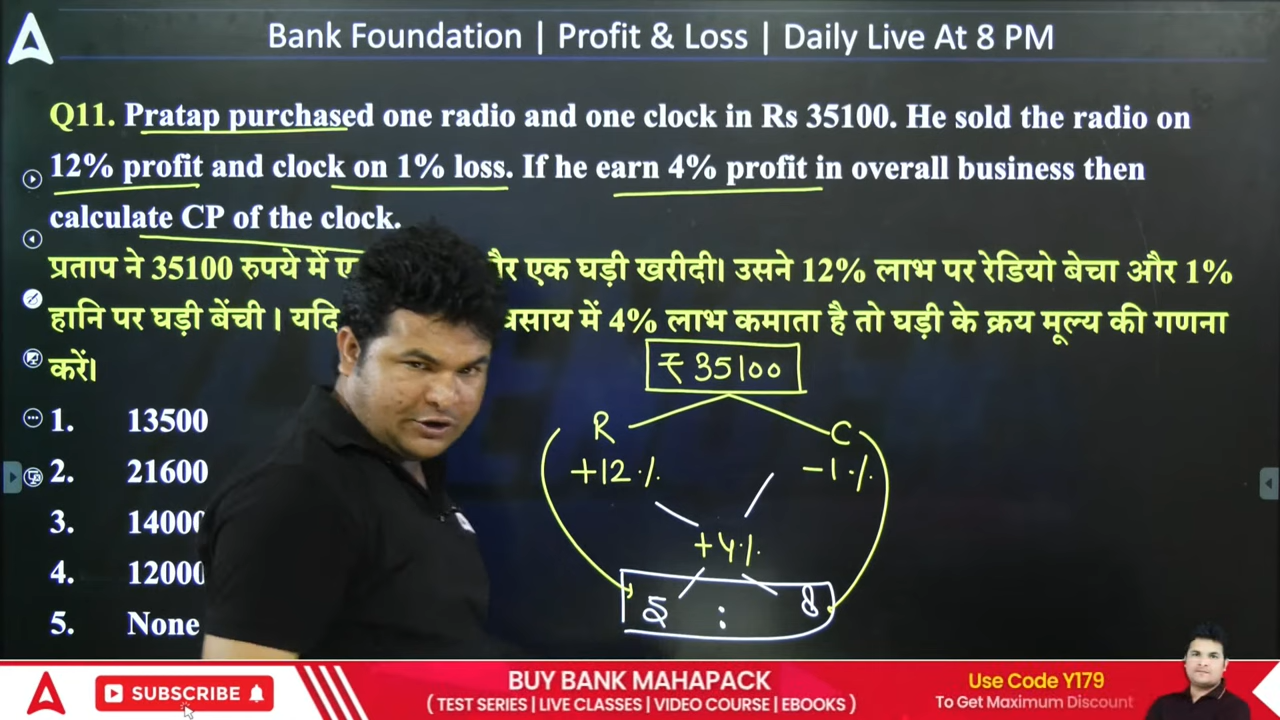 Bank Foundation | Profit & Loss | Daily Live At 8 PM
Q11. Pratap purchased one radio and one clock in Rs 35100. He sold the radio on
12% profit and clock on 1% loss. If he earn 4% profit in overall business then
calculate CP of the clock.
प्रताप ने 35100 रुपये में एक घड़ी खरीदी। उसने 12% लाभ पर रेडियो बेचा और 1%
हानि पर घड़ी बेंची। यदि में 4% लाभ कमाता है तो घड़ी के क्रय मूल्य की गणना
करें।
₹ 35100
R C
+12% -1%
+4%
5 : 8
1. 13500
2. 21600
3. 14000
4. 12000
5. None
SUBSCRIBE
BUY BANK MAHAPACK
( TEST SERIES | LIVE CLASSES | VIDEO COURSE | EBOOKS )
Use Code Y179
To Get Maximum Discount